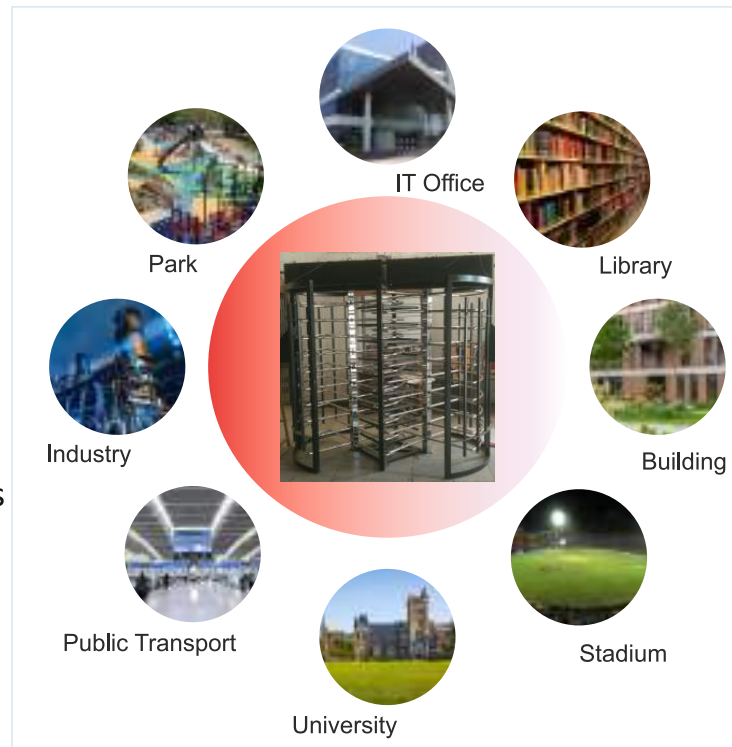 IT Office
Park
Library
Industry
Building
s
Public Transport
Stadium
University